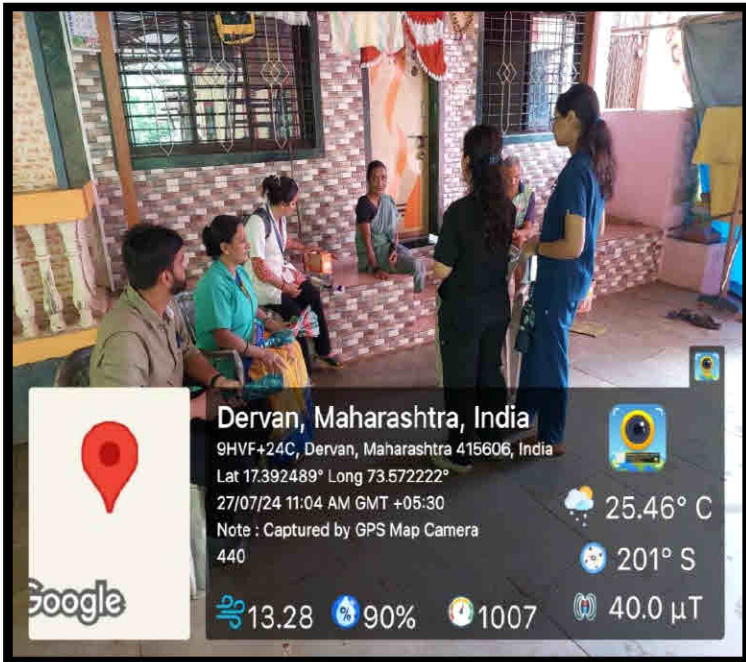 Dervan, Maharashtra, India
9HVF+24C, Dervan, Maharashtra 415606, India
Lat 17.392489° Long 73.572222°
27/07/24 11:04 AM GMT +05:30
Note : Captured by GPS Map Camera
440
25.46° C
201° S
Google
13.28 % 90% 1007 40.0 µT